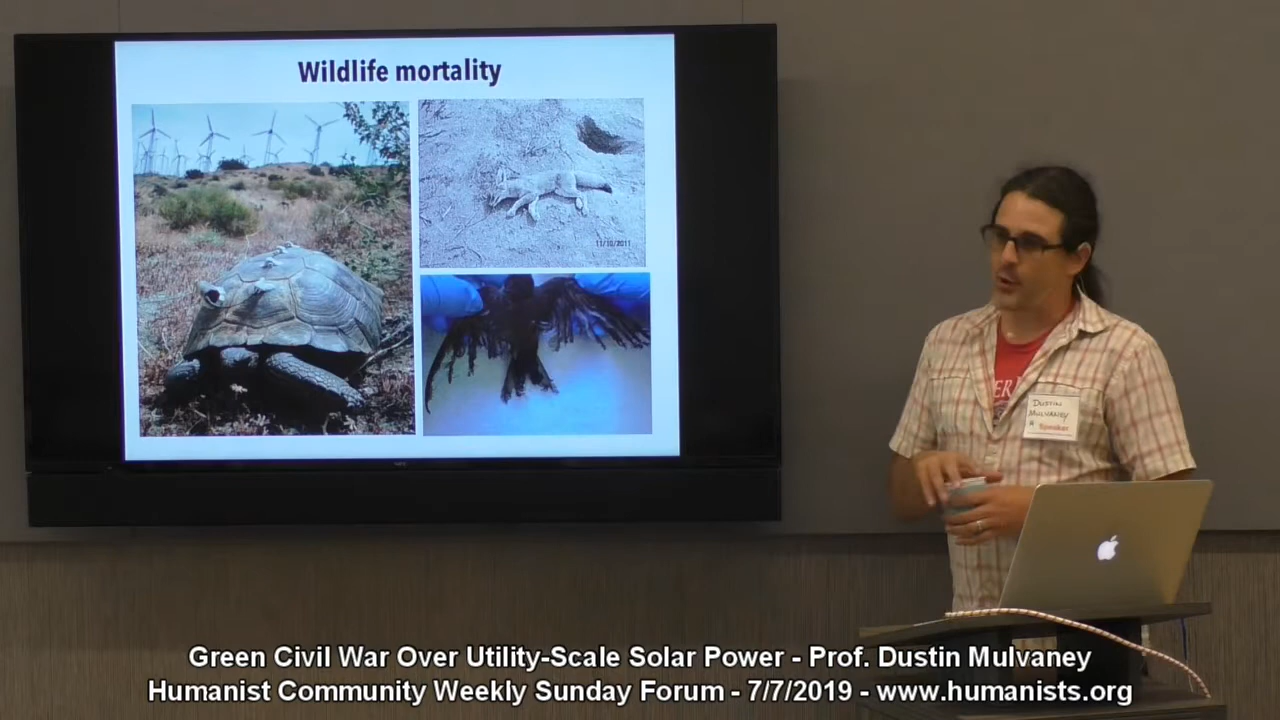 Wildlife mortality
11/10/2011
DUSTIN
MULVANEY
Speaker
Green Civil War Over Utility-Scale Solar Power - Prof. Dustin Mulvaney
Humanist Community Weekly Sunday Forum - 7/7/2019 - www.humanists.org